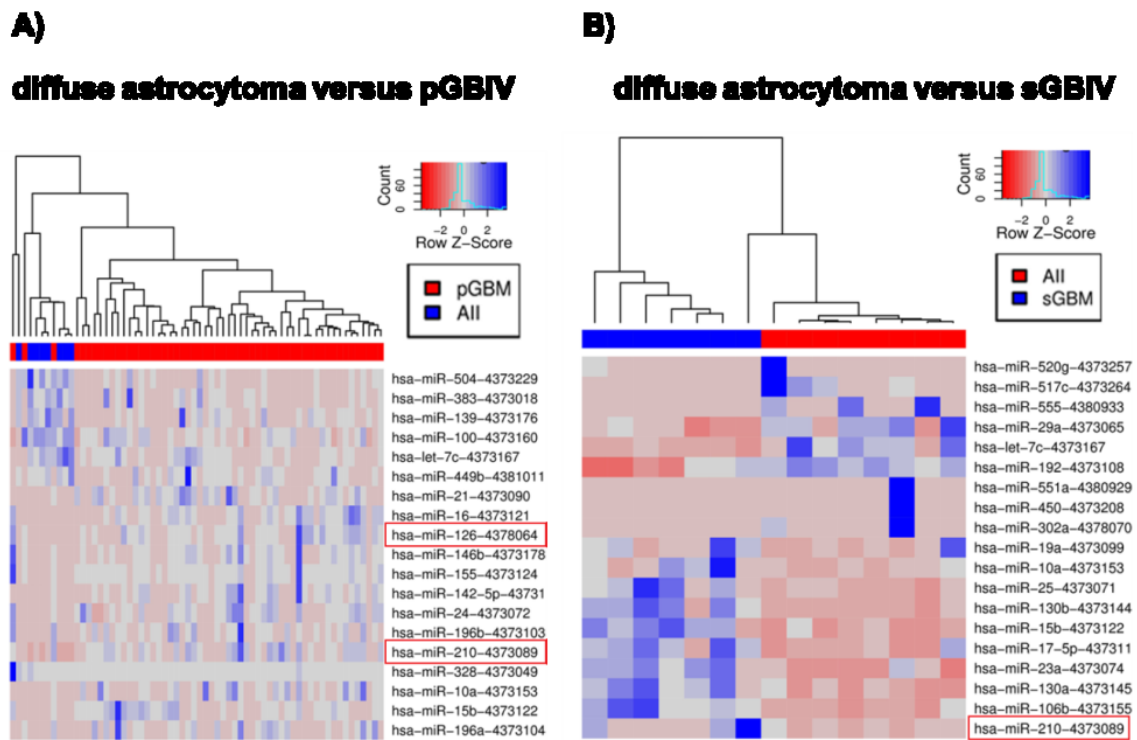 A)
diffuse astrocytoma versus pGBIV
Count
0 60
−2 0 2
Row Z−Score
pGBM
AII
hsa−miR−504−4373229
hsa−miR−383−4373018
hsa−miR−139−4373176
hsa−miR−100−4373160
hsa−let−7c−4373167
hsa−miR−449b−4381011
hsa−miR−21−4373090
hsa−miR−16−4373121
hsa−miR−126−4378064
hsa−miR−146b−4373178
hsa−miR−155−4373124
hsa−miR−142−5p−43731
hsa−miR−24−4373072
hsa−miR−196b−4373103
hsa−miR−210−4373089
hsa−miR−328−4373049
hsa−miR−10a−4373153
hsa−miR−15b−4373122
hsa−miR−196a−4373104
B)
diffuse astrocytoma versus sGBIV
Count
0 60
−2 0 2
Row Z−Score
AII
sGBM
hsa−miR−520g−4373257
hsa−miR−517c−4373264
hsa−miR−555−4380933
hsa−miR−29a−4373065
hsa−let−7c−4373167
hsa−miR−192−4373108
hsa−miR−551a−4380929
hsa−miR−450−4373208
hsa−miR−302a−4378070
hsa−miR−19a−4373099
hsa−miR−10a−4373153
hsa−miR−25−4373071
hsa−miR−130b−4373144
hsa−miR−15b−4373122
hsa−miR−17−5p−437311
hsa−miR−23a−4373074
hsa−miR−130a−4373145
hsa−miR−106b−4373155
hsa−miR−210−4373089